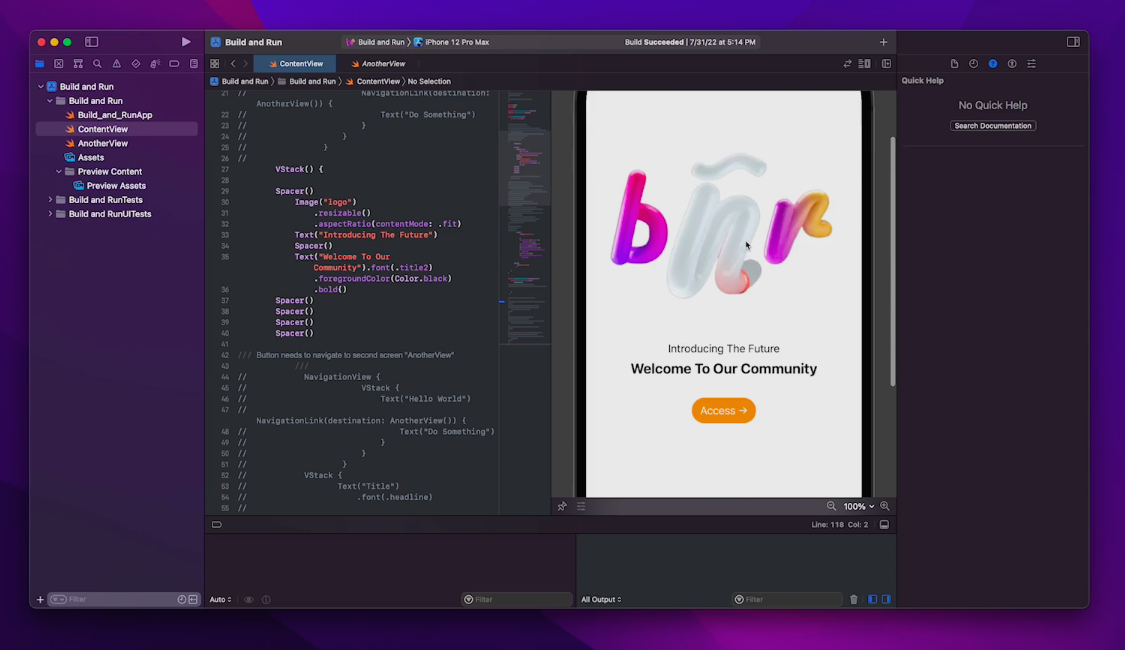 Build and Run
Build and Run
iPhone 12 Pro Max
Build Succeeded | 7/31/22 at 5:14 PM
ContentView
AnotherView
Build and Run
Build and Run
ContentView
No Selection
Quick Help
No Quick Help
Search Documentation
Build and Run
Build and Run
Build_and_RunApp
ContentView
AnotherView
Assets
Preview Content
Preview Assets
Build and RunTests
Build and RunUITests
21 // NavigationLink(destination:
AnotherView()) {
22 // Text("Do Something")
23 // }
24 // }
25 // }
26 //
27 VStack() {
28
29 Spacer()
30 Image("logo")
31 .resizable()
32 .aspectRatio(contentMode: .fit)
33 Text("Introducing The Future")
34 Spacer()
35 Text("Welcome To Our
Community").font(.title2)
.foregroundColor(Color.black)
36 .bold()
37 Spacer()
38 Spacer()
39 Spacer()
40 Spacer()
41
42 /// Button needs to navigate to second screen "AnotherView"
43 ///
44 // NavigationView {
45 // VStack {
46 // Text("Hello World")
47 //
NavigationLink(destination: AnotherView()) {
48 // Text("Do Something")
49 // }
50 // }
51 // }
52 // VStack {
53 // Text("Title")
54 // .font(.headline)
55 //
bñr
Introducing The Future
Welcome To Our Community
Access →
100%
Line: 118 Col: 2
Filter
Auto
Filter
All Output
Filter